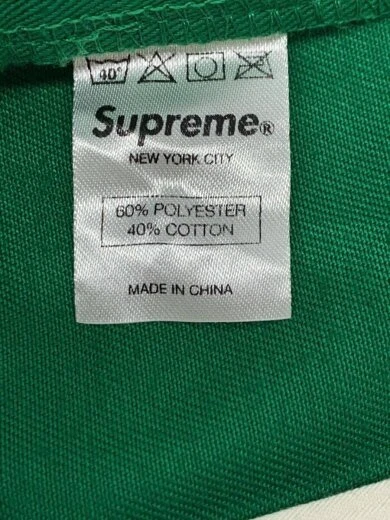 40°
Supreme®
NEW YORK CITY
60% POLYESTER
40% COTTON
MADE IN CHINA